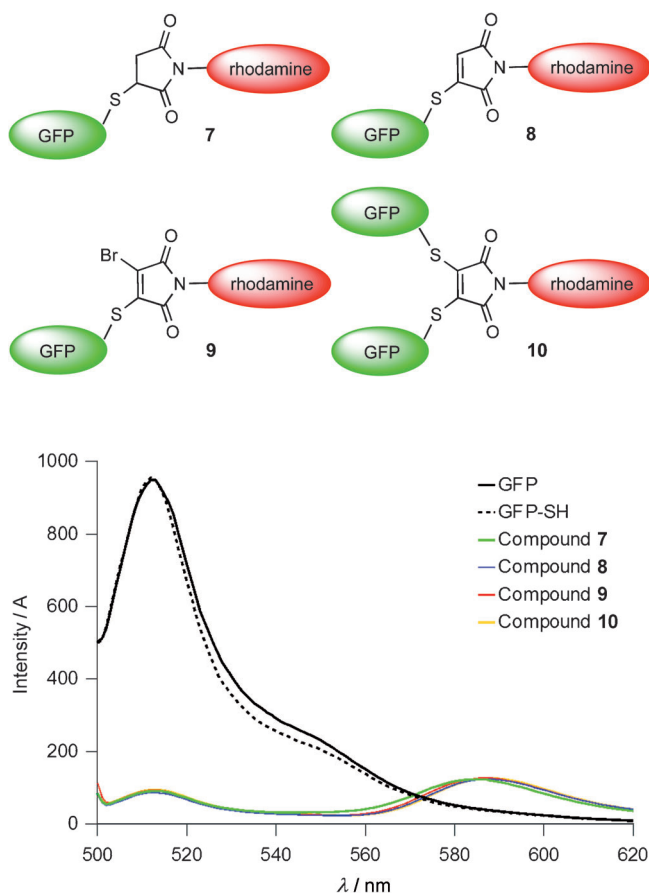 O
N
O
S
GFP
rhodamine
7
O
N
O
S
GFP
rhodamine
8
Br
O
N
O
S
GFP
rhodamine
9
GFP
S
O
N
O
S
GFP
rhodamine
10
1000
800
600
400
200
0
Intensity / A
500
520
540
560
580
600
620
λ / nm
GFP
GFP-SH
Compound 7
Compound 8
Compound 9
Compound 10